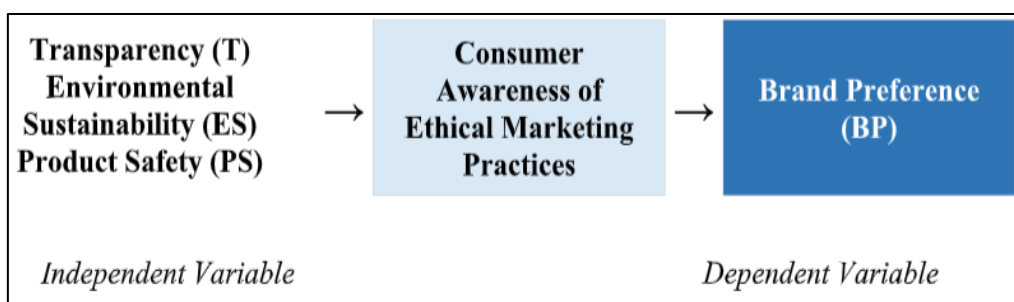 Transparency (T)
Environmental
Sustainability (ES)
Product Safety (PS)
→
Consumer
Awareness of
Ethical Marketing
Practices
→
Brand Preference
(BP)
Independent Variable
Dependent Variable